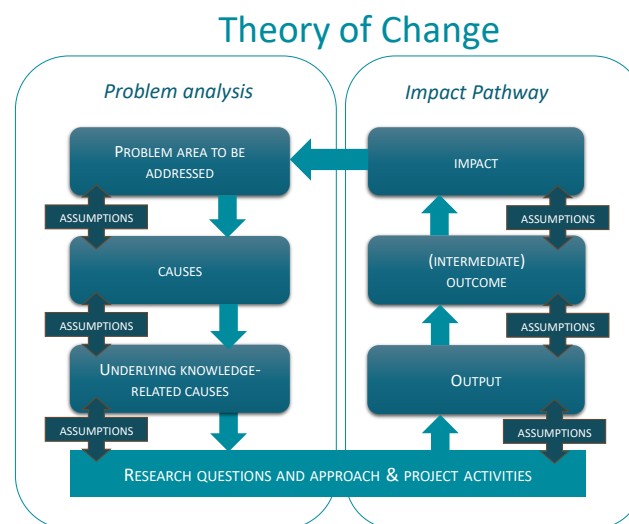 Theory of Change
Problem analysis
PROBLEM AREA TO BE
ADDRESSED
ASSUMPTIONS
CAUSES
ASSUMPTIONS
UNDERLYING KNOWLEDGE-
RELATED CAUSES
ASSUMPTIONS
Impact Pathway
IMPACT
ASSUMPTIONS
(INTERMEDIATE)
OUTCOME
ASSUMPTIONS
OUTPUT
ASSUMPTIONS
RESEARCH QUESTIONS AND APPROACH & PROJECT ACTIVITIES